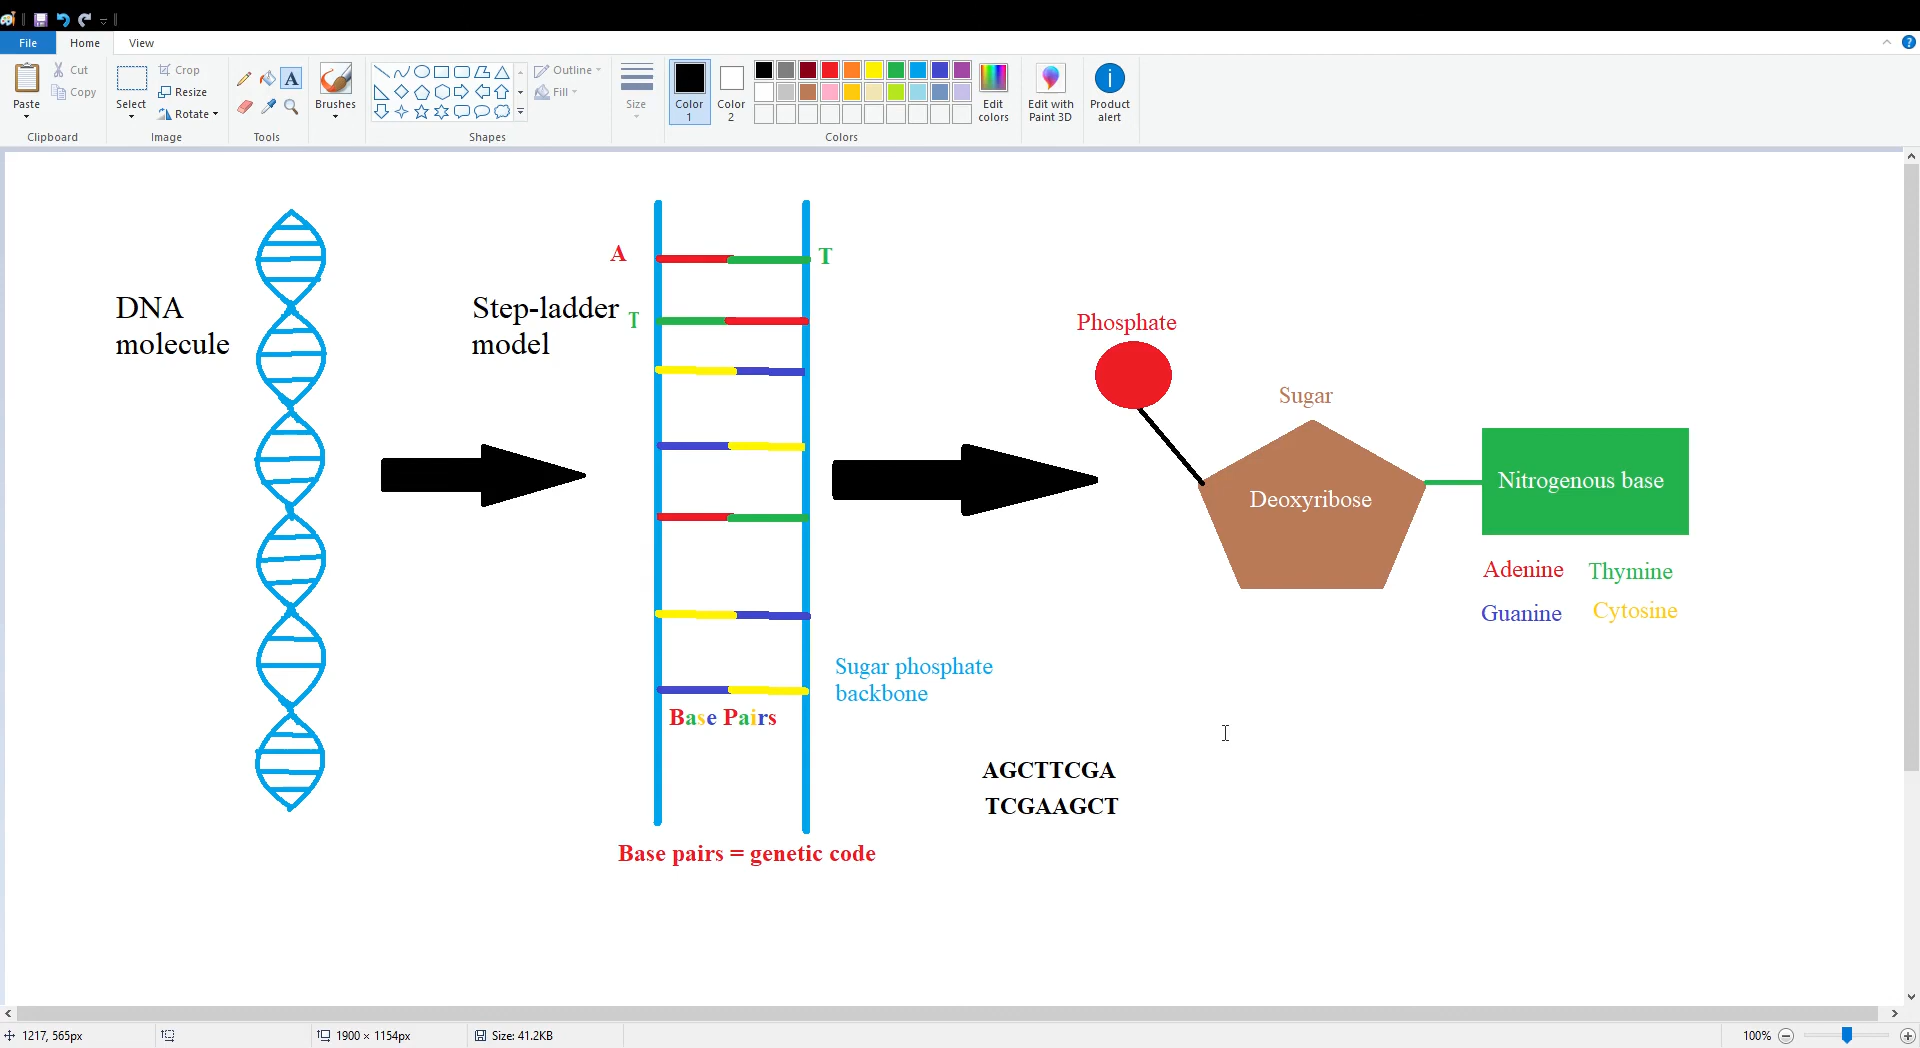 File
Home
View
Paste
Cut
Copy
Clipboard
Select
Crop
Resize
Rotate
Image
A
Tools
Brushes
Shapes
Outline
Fill
Size
Color
1
Color
2
Edit
colors
Colors
Edit with
Paint 3D
Product
alert
DNA
molecule
Step-ladder
model
A
T
T
Base Pairs
Sugar phosphate
backbone
Base pairs = genetic code
AGCTTCGA
TCGAAGCT
Phosphate
Sugar
Deoxyribose
Nitrogenous base
Adenine Thymine
Guanine Cytosine
1217, 565px
1900 × 1154px
Size: 41.2KB
100%